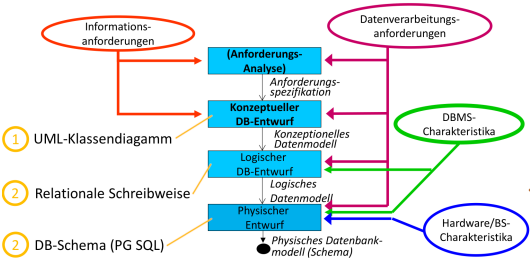 Informations-
anforderungen
Datenverarbeitungs-
anforderungen
(Anforderungs-
Analyse)
Anforderungs-
spezifikation
Konzeptueller
DB-Entwurf
Konzeptionelles
Datenmodell
DBMS-
Charakteristika
1 UML-Klassendiagamm
Logischer
DB-Entwurf
2 Relationale Schreibweise
Logisches
Datenmodell
Physischer
Entwurf
2 DB-Schema (PG SQL)
Hardware/BS-
Charakteristika
Physisches Datenbank-
modell (Schema)